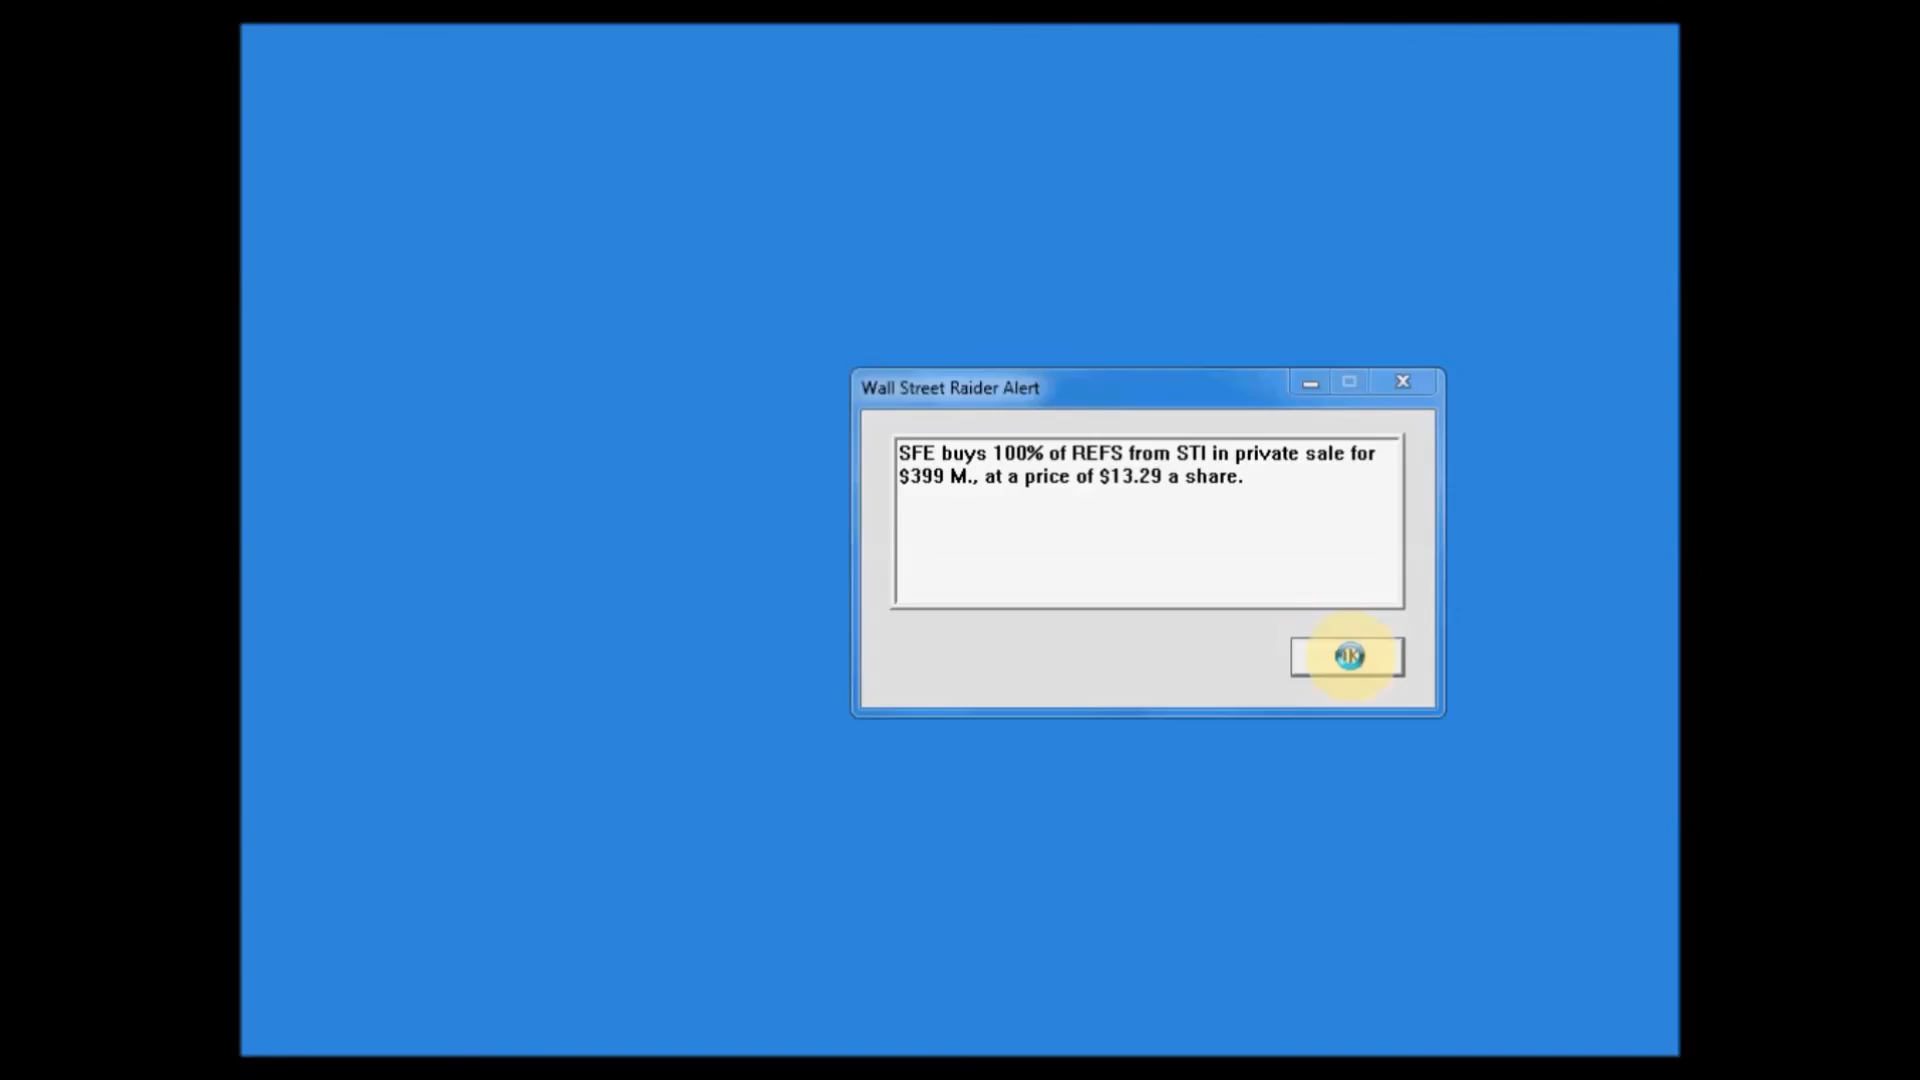 Wall Street Raider Alert
SFE buys 100% of REFS from STI in private sale for
$399 M., at a price of $13.29 a share.